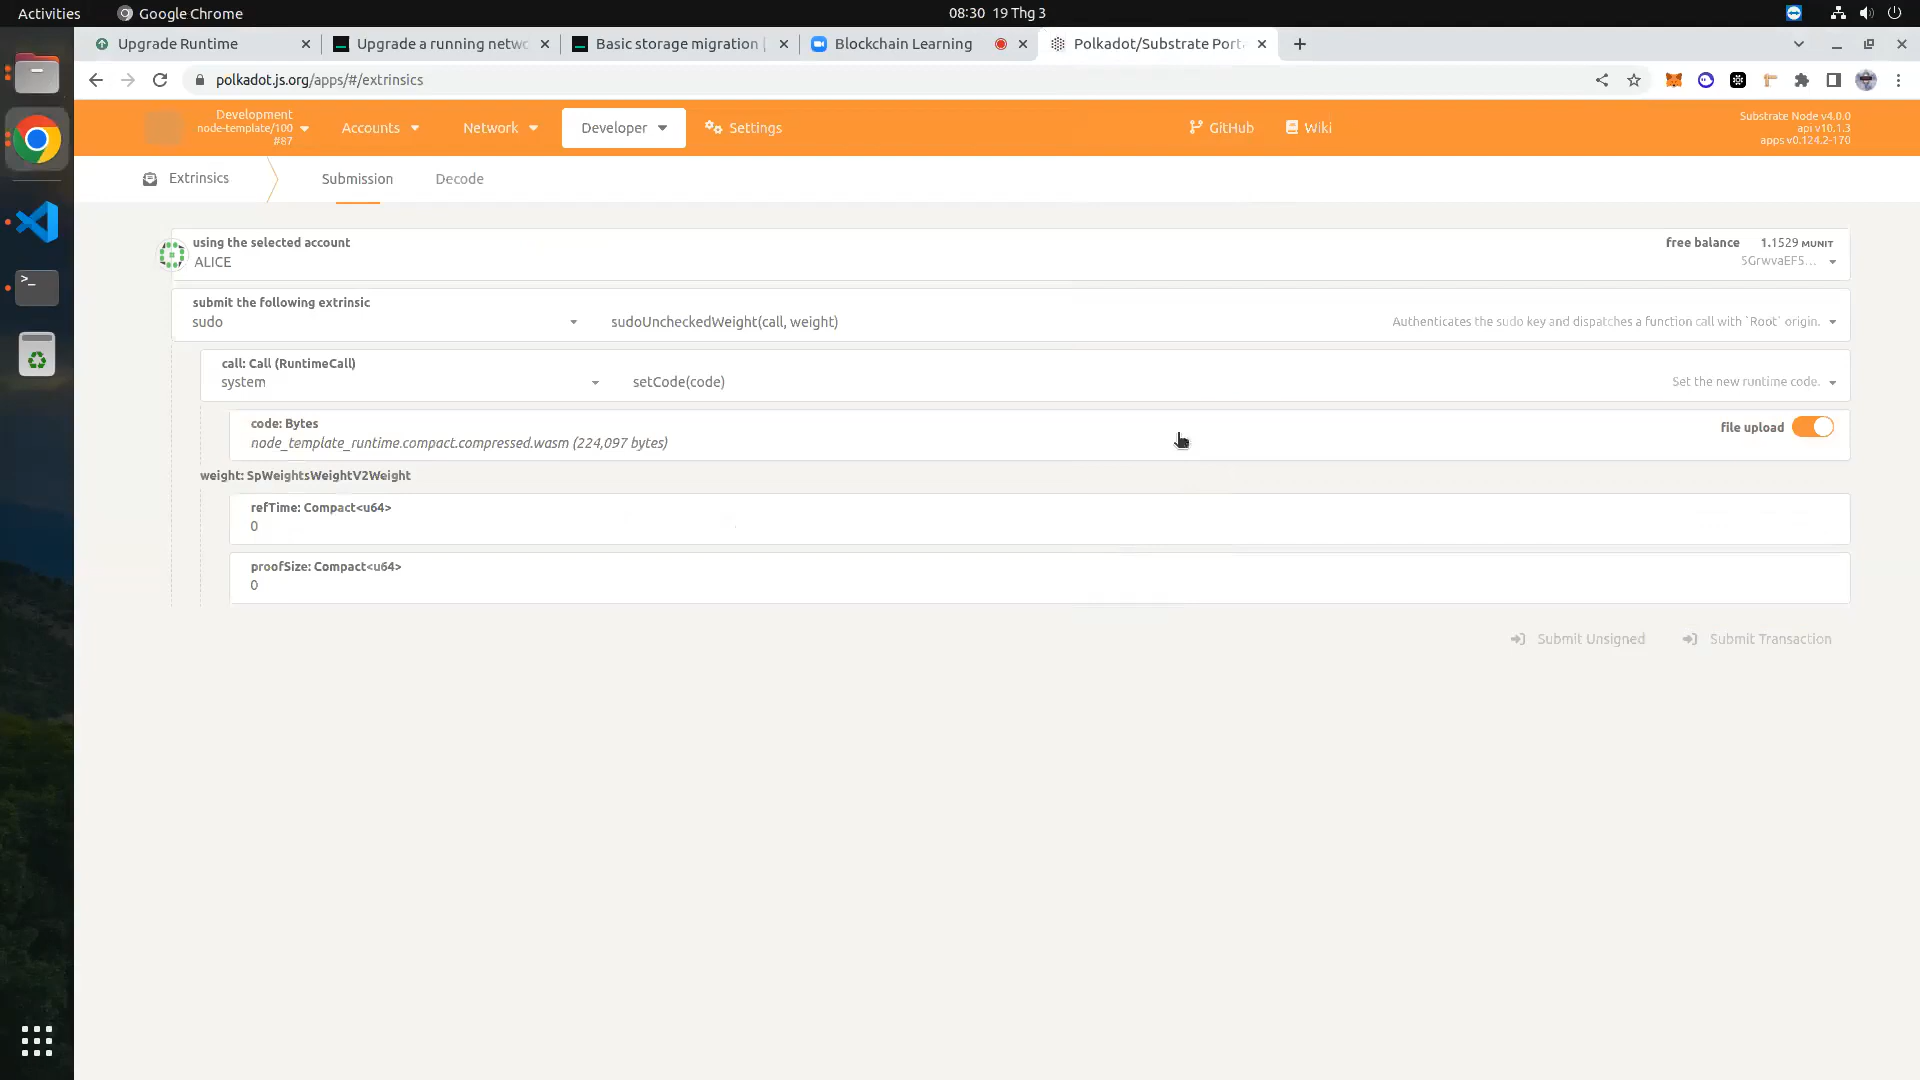 Activities
Google Chrome
08:30 19 Thg 3
Upgrade Runtime
Upgrade a running netwo
Basic storage migration |
Blockchain Learning
Polkadot/Substrate Port
polkadot.js.org/apps/#/extrinsics
Development
node-template/100
#87
Accounts
Network
Developer
Settings
GitHub
Wiki
Substrate Node v4.0.0
api v10.1.3
apps v0.124.2-170
Extrinsics
Submission
Decode
using the selected account
ALICE
free balance 1.1529 MUNIT
5GrwvaEF5...
submit the following extrinsic
sudo
sudoUncheckedWeight(call, weight)
Authenticates the sudo key and dispatches a function call with `Root` origin.
call: Call (RuntimeCall)
system
setCode(code)
Set the new runtime code.
code: Bytes
node_template_runtime.compact.compressed.wasm (224,097 bytes)
file upload
weight: SpWeightsWeightV2Weight
refTime: Compact<u64>
0
proofSize: Compact<u64>
0
Submit Unsigned
Submit Transaction